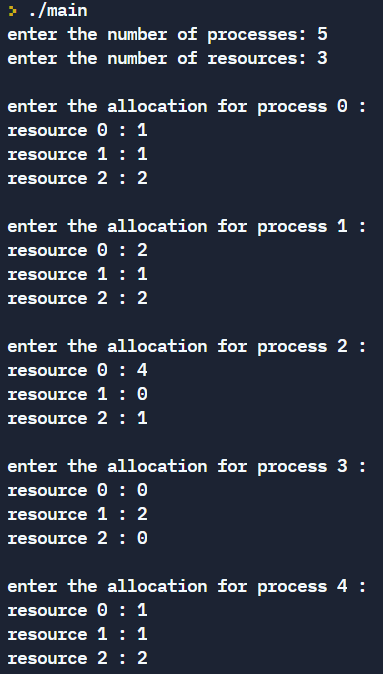 > ./main
enter the number of processes: 5
enter the number of resources: 3
enter the allocation for process 0 :
resource 0 : 1
resource 1 : 1
resource 2 : 2
enter the allocation for process 1 :
resource 0 : 2
resource 1 : 1
resource 2 : 2
enter the allocation for process 2 :
resource 0 : 4
resource 1 : 0
resource 2 : 1
enter the allocation for process 3 :
resource 0 : 0
resource 1 : 2
resource 2 : 0
enter the allocation for process 4 :
resource 0 : 1
resource 1 : 1
resource 2 : 2